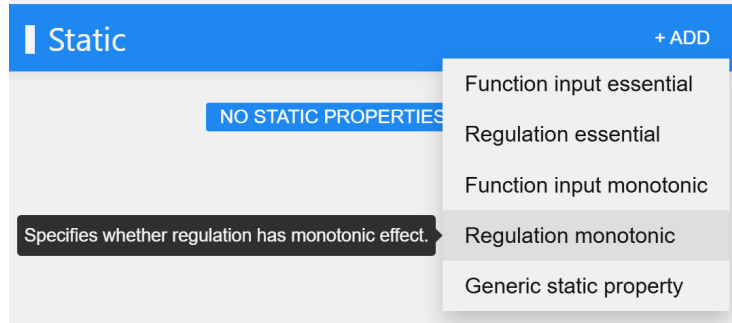 Static
+ ADD
Function input essential
NO STATIC PROPERTIES
Regulation essential
Function input monotonic
Specifies whether regulation has monotonic effect.
Regulation monotonic
Generic static property